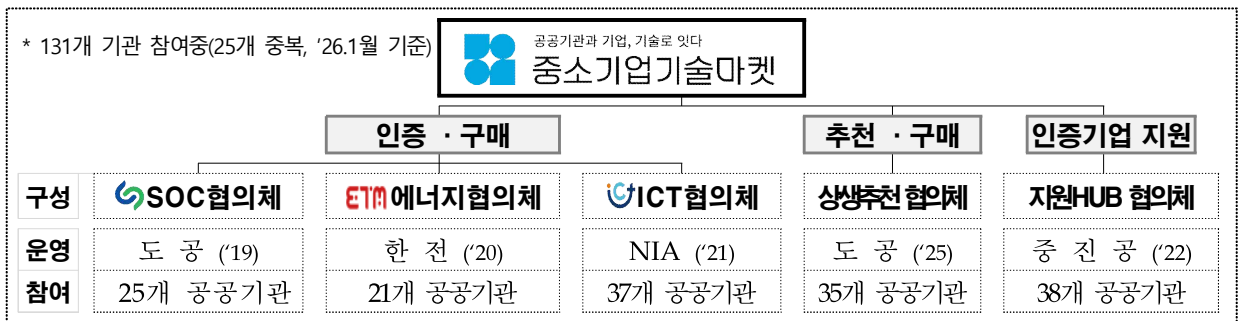 * 131개 기관 참여중(25개 중복, ‘26.1월 기준)
공공기관과 기업, 기술로 잇다
중소기업기술마켓
인증 · 구매 추천 · 구매 인증기업 지원
구성 SOC협의체 ETM 에너지협의체 iCt ICT협의체 상생추천 협의체 지원HUB 협의체
운영 도 공 (‘19) 한 전 (‘20) NIA (‘21) 도 공 (‘25) 중 진 공 (‘22)
참여 25개 공공기관 21개 공공기관 37개 공공기관 35개 공공기관 38개 공공기관